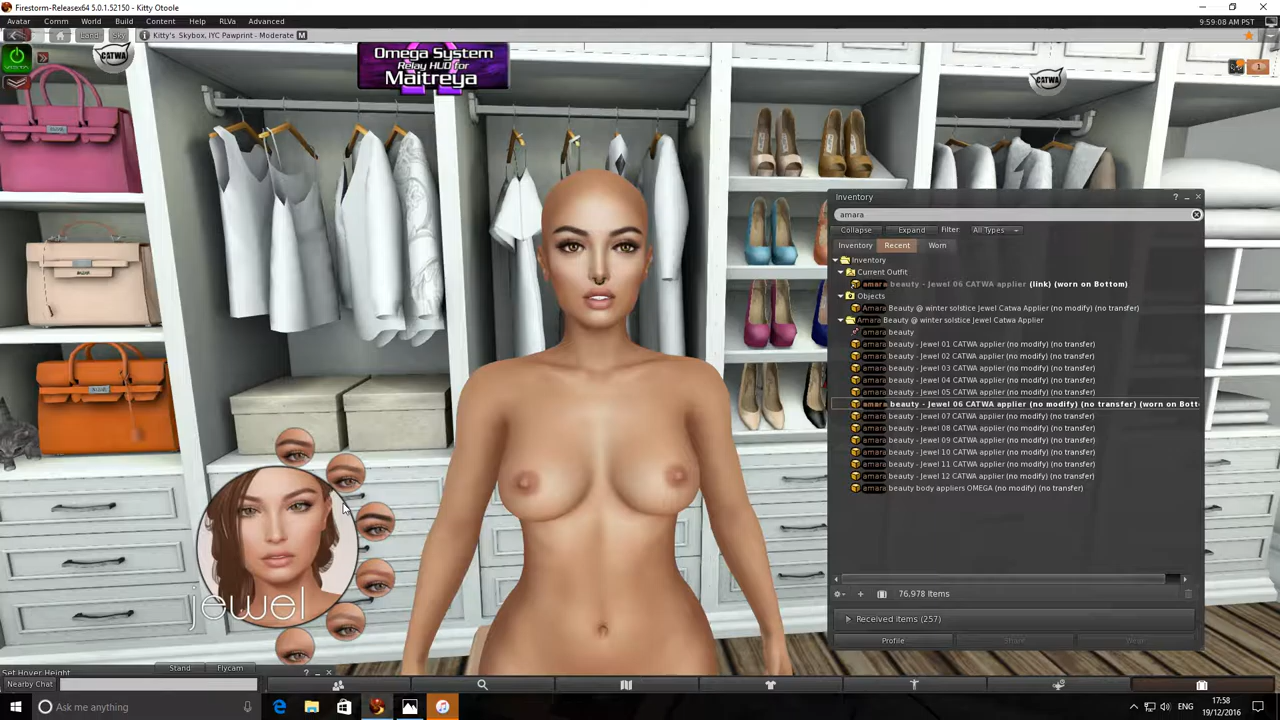 Firestorm-Releasex64 5.0.1.52150 - Kitty Otoole
Avatar Comm World Build Content Help RLVa Advanced
9:59:08 AM PST
Land Sky
Kitty's. Skybox, IYC Pawprint - Moderate M
CATWA
Omega System
Relay HUD for
Maitreya
CATWA
1
Inventory
? _ ×
amara
Collapse Expand Filter: All Types
Inventory Recent Worn
Inventory
Current Outfit
amara beauty - Jewel 06 CATWA applier (link) (worn on Bottom)
Objects
Amara Beauty @ winter solstice Jewel Catwa Applier (no modify) (no transfer)
Amara Beauty @ winter solstice Jewel Catwa Applier
amara beauty
amara beauty - Jewel 01 CATWA applier (no modify) (no transfer)
amara beauty - Jewel 02 CATWA applier (no modify) (no transfer)
amara beauty - Jewel 03 CATWA applier (no modify) (no transfer)
amara beauty - Jewel 04 CATWA applier (no modify) (no transfer)
amara beauty - Jewel 05 CATWA applier (no modify) (no transfer)
amara beauty - Jewel 06 CATWA applier (no modify) (no transfer) (worn on Bott
amara beauty - Jewel 07 CATWA applier (no modify) (no transfer)
amara beauty - Jewel 08 CATWA applier (no modify) (no transfer)
amara beauty - Jewel 09 CATWA applier (no modify) (no transfer)
amara beauty - Jewel 10 CATWA applier (no modify) (no transfer)
amara beauty - Jewel 11 CATWA applier (no modify) (no transfer)
amara beauty - Jewel 12 CATWA applier (no modify) (no transfer)
amara beauty body appliers OMEGA (no modify) (no transfer)
76,978 Items
Received Items (257)
Profile Share Wear
jewel
Stand Flycam
Set Hover Height
Nearby Chat
Ask me anything
ENG
17:58
19/12/2016